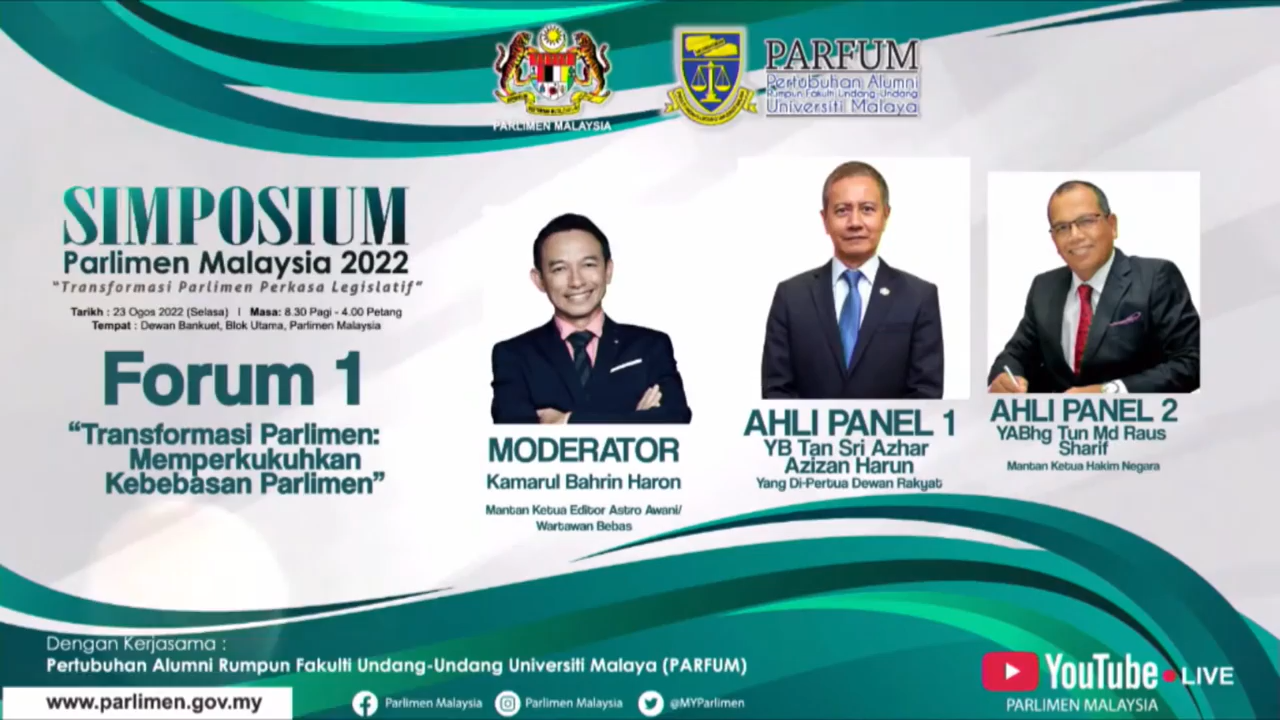 PARLIMEN MALAYSIA
PARFUM
Pertubuhan Alumni
Rumpun Fakulti Undang-Undang
Universiti Malaya
SIMPOSIUM
Parlimen Malaysia 2022
“Transformasi Parlimen Perkasa Legislatif”
Tarikh : 23 Ogos 2022 (Selasa) I Masa: 8.30 Pagi - 4.00 Petang
Tempat : Dewan Bankuet, Blok Utama, Parlimen Malaysia
Forum 1
“Transformasi Parlimen:
Memperkukuhkan
Kebebasan Parlimen”
MODERATOR
Kamarul Bahrin Haron
Mantan Ketua Editor Astro Awani/
Wartawan Bebas
AHLI PANEL 1
YB Tan Sri Azhar
Azizan Harun
Yang Di-Pertua Dewan Rakyat
AHLI PANEL 2
YABhg Tun Md Raus
Sharif
Mantan Ketua Hakim Negara
Dengan Kerjasama :
Pertubuhan Alumni Rumpun Fakulti Undang-Undang Universiti Malaya (PARFUM)
www.parlimen.gov.my
Parlimen Malaysia
Parlimen Malaysia
@MYParlimen
YouTube LIVE
PARLIMEN MALAYSIA